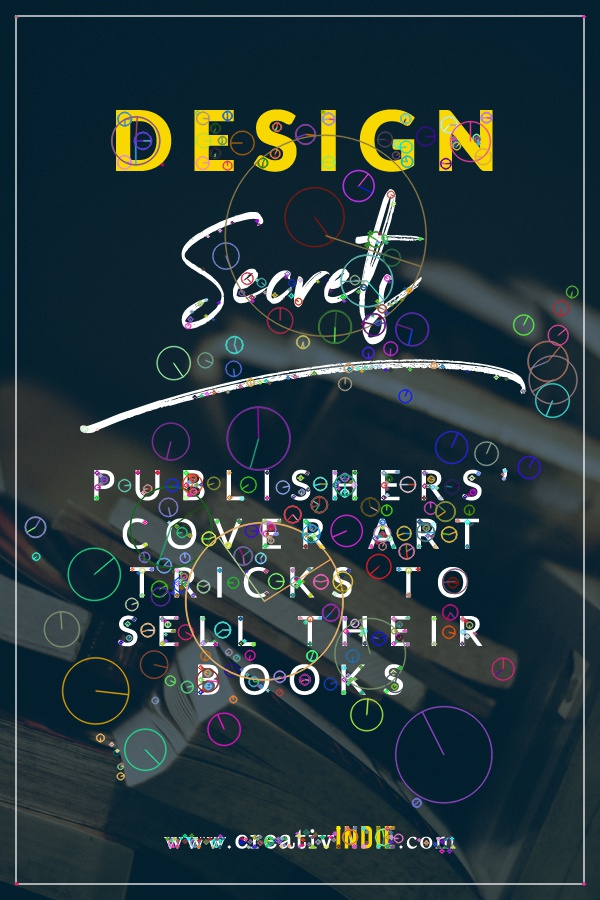 DESIGN
Secrets
PUBLISHERS'
COVER ART
TRICKS TO
SELL THEIR
BOOKS
www.creativINDIE.com